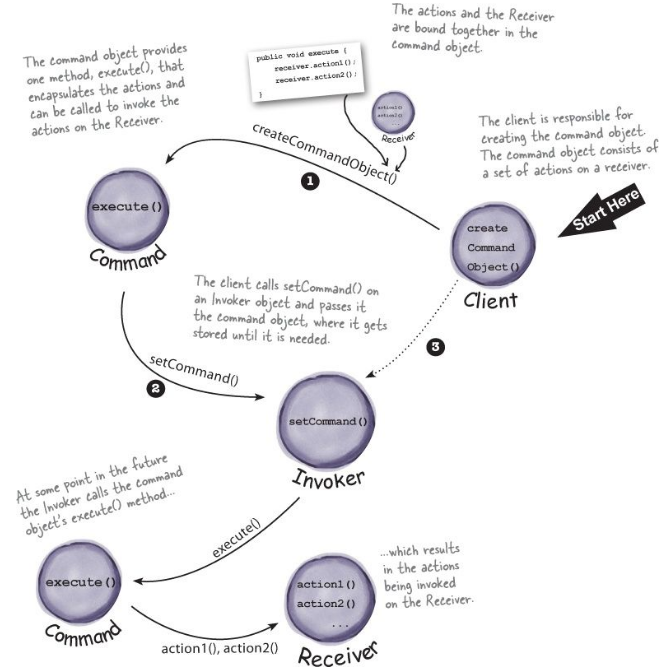 The actions and the Receiver
are bound together in the
command object.
The command object provides
one method, execute(), that
encapsulates the actions and
can be called to invoke the
actions on the Receiver.
public void execute {
receiver.action1();
receiver.action2();
}
action1()
action2()
...
Receiver
The client is responsible for
creating the command object.
The command object consists of
a set of actions on a receiver.
createCommandObject()
1
Start Here
execute()
Command
create
Command
Object()
Client
The client calls setCommand() on
an Invoker object and passes it
the command object, where it gets
stored until it is needed.
3
setCommand()
2
setCommand()
Invoker
At some point in the future
the Invoker calls the command
object's execute() method...
execute()
...which results
in the actions
being invoked
on the Receiver.
execute()
Command
action1()
action2()
...
Receiver
action1(), action2()